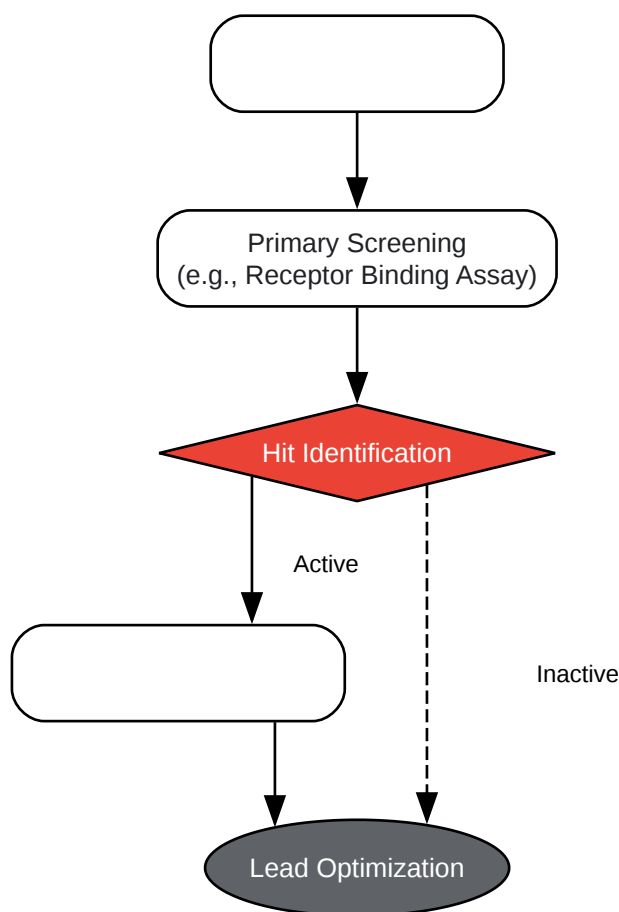 Primary Screening
(e.g., Receptor Binding Assay)
Hit Identification
Active
Inactive
Lead Optimization